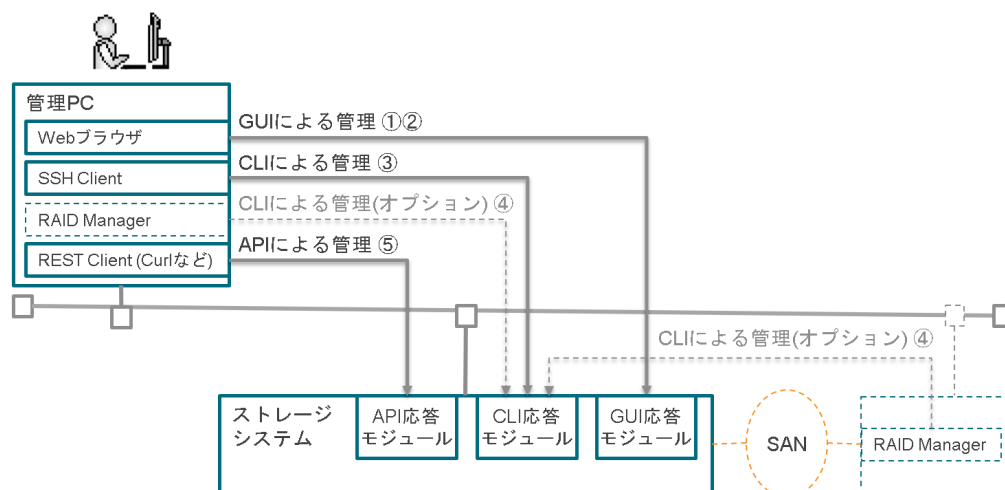 管理PC
Webブラウザ
SSH Client
RAID Manager
REST Client (Curlなど)
GUIによる管理 ①②
CLIによる管理 ③
CLIによる管理(オプション) ④
APIによる管理 ⑤
CLIによる管理(オプション) ④
ストレージ
システム
API応答
モジュール
CLI応答
モジュール
GUI応答
モジュール
SAN
RAID Manager